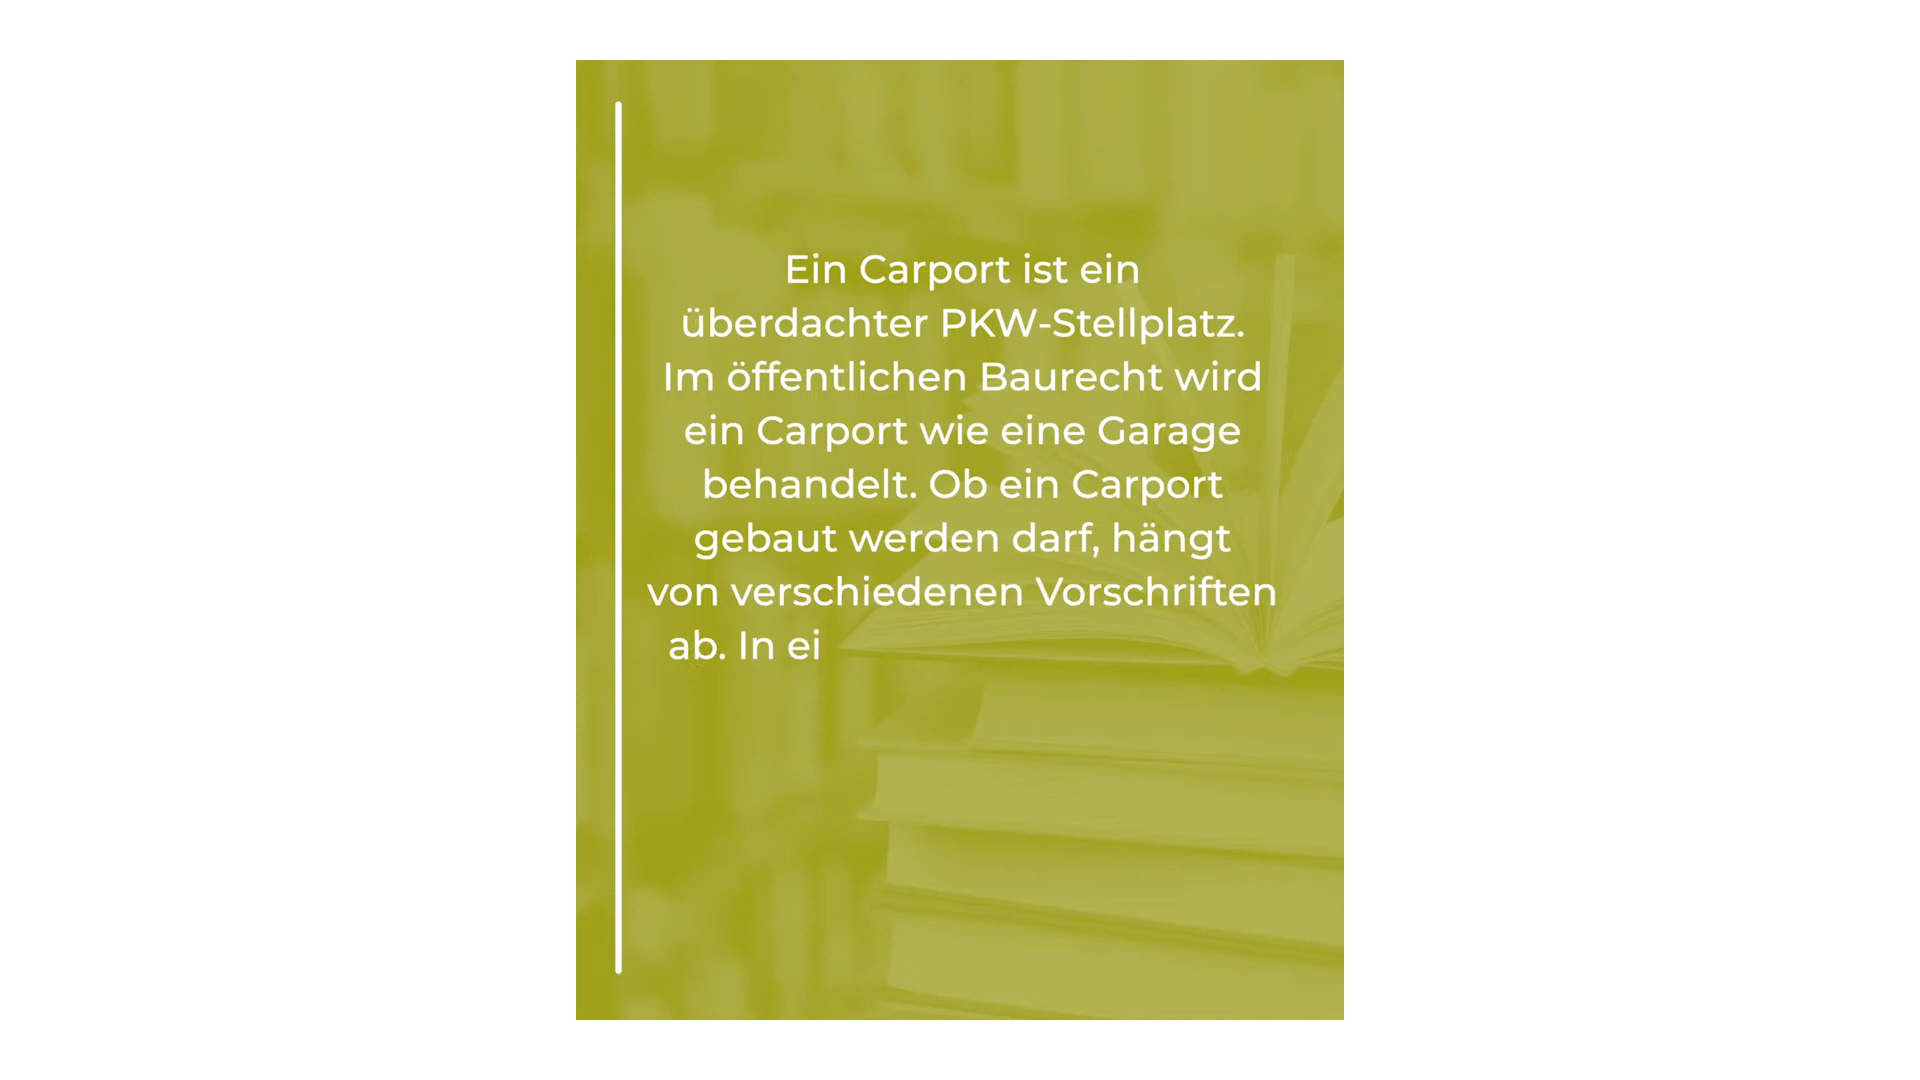 Ein Carport ist ein
überdachter PKW-Stellplatz.
Im öffentlichen Baurecht wird
ein Carport wie eine Garage
behandelt. Ob ein Carport
gebaut werden darf, hängt
von verschiedenen Vorschriften
ab. In ei